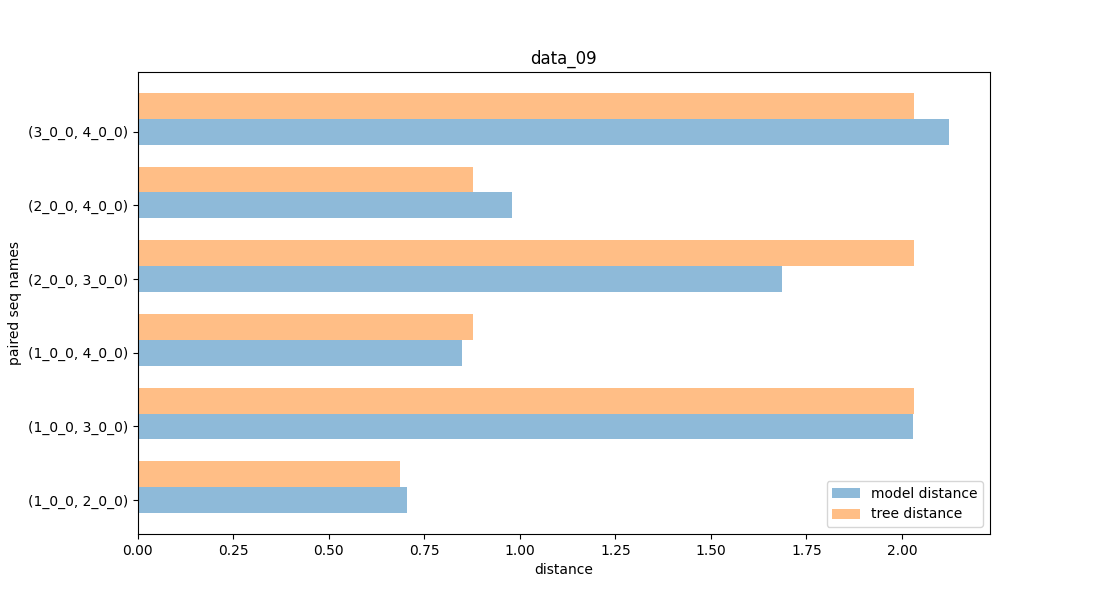 data_09
(3_0_0, 4_0_0)
(2_0_0, 4_0_0)
(2_0_0, 3_0_0)
(1_0_0, 4_0_0)
(1_0_0, 3_0_0)
(1_0_0, 2_0_0)
paired seq names
model distance
tree distance
0.00 0.25 0.50 0.75 1.00 1.25 1.50 1.75 2.00
distance